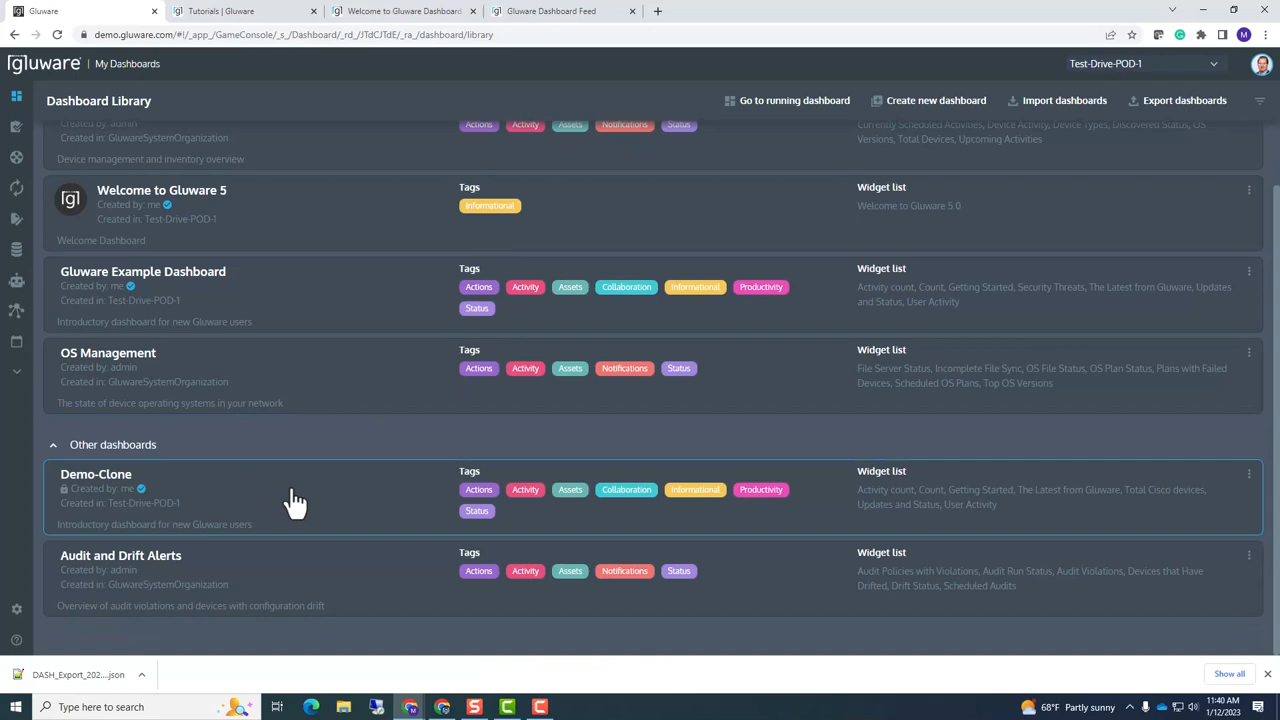 Gluware
Tutorials | Gluware
Welcome to Gluware Dashboard
Gluware Dashboard Feed
demo.gluware.com/#!/_app_/GameConsole/_s_/Dashboard/_rd_/JTdCJTdE/_ra_/dashboard/library
M
[gluware® | My Dashboards
Test-Drive-POD-1
Dashboard Library
Go to running dashboard
Create new dashboard
Import dashboards
Export dashboards
Created by: admin
Created in: GluwareSystemOrganization
Device management and inventory overview
Actions
Activity
Assets
Notifications
Status
Currently Scheduled Activities, Device Activity, Device Types, Discovered Status, OS
Versions, Total Devices, Upcoming Activities
[g]
Welcome to Gluware 5
Created by: me
Created in: Test-Drive-POD-1
Welcome Dashboard
Tags
Informational
Widget list
Welcome to Gluware 5.0
Gluware Example Dashboard
Created by: me
Created in: Test-Drive-POD-1
Introductory dashboard for new Gluware users
Tags
Actions
Activity
Assets
Collaboration
Informational
Productivity
Status
Widget list
Activity count, Count, Getting Started, Security Threats, The Latest from Gluware, Updates
and Status, User Activity
OS Management
Created by: admin
Created in: GluwareSystemOrganization
The state of device operating systems in your network
Tags
Actions
Activity
Assets
Notifications
Status
Widget list
File Server Status, Incomplete File Sync, OS File Status, OS Plan Status, Plans with Failed
Devices, Scheduled OS Plans, Top OS Versions
Other dashboards
Demo-Clone
Created by: me
Created in: Test-Drive-POD-1
Introductory dashboard for new Gluware users
Tags
Actions
Activity
Assets
Collaboration
Informational
Productivity
Status
Widget list
Activity count, Count, Getting Started, The Latest from Gluware, Total Cisco devices,
Updates and Status, User Activity
Audit and Drift Alerts
Created by: admin
Created in: GluwareSystemOrganization
Overview of audit violations and devices with configuration drift
Tags
Actions
Activity
Assets
Notifications
Status
Widget list
Audit Policies with Violations, Audit Run Status, Audit Violations, Devices that Have
Drifted, Drift Status, Scheduled Audits
DASH_Export_202....json
Show all
Type here to search
68°F Partly sunny
11:40 AM
1/12/2023